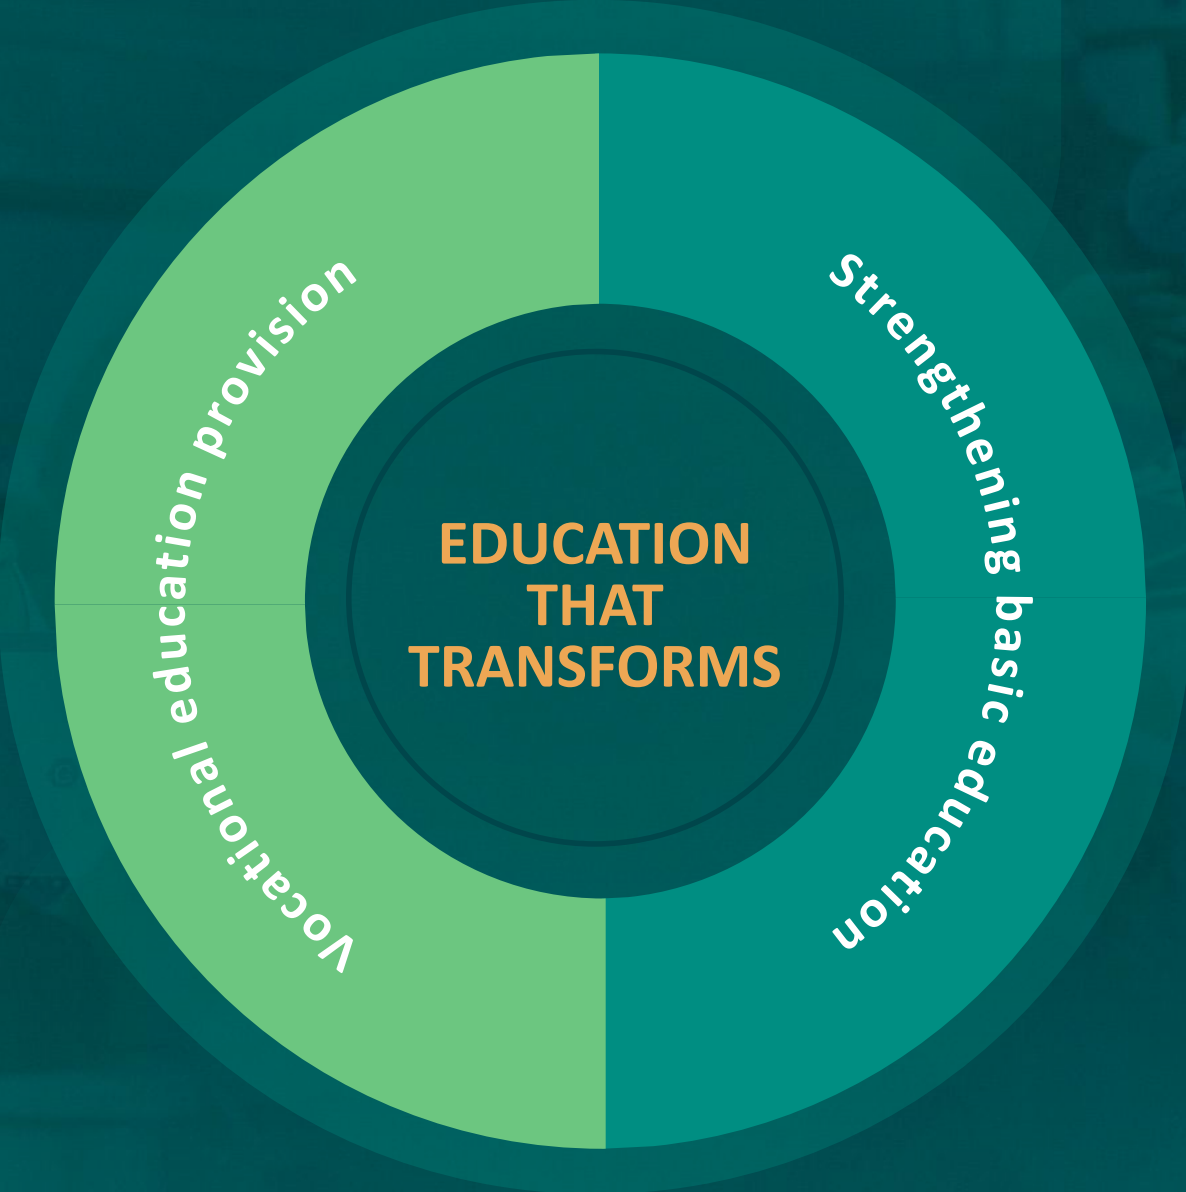 Vocational education provision
Strengthening basic education
EDUCATION
THAT
TRANSFORMS